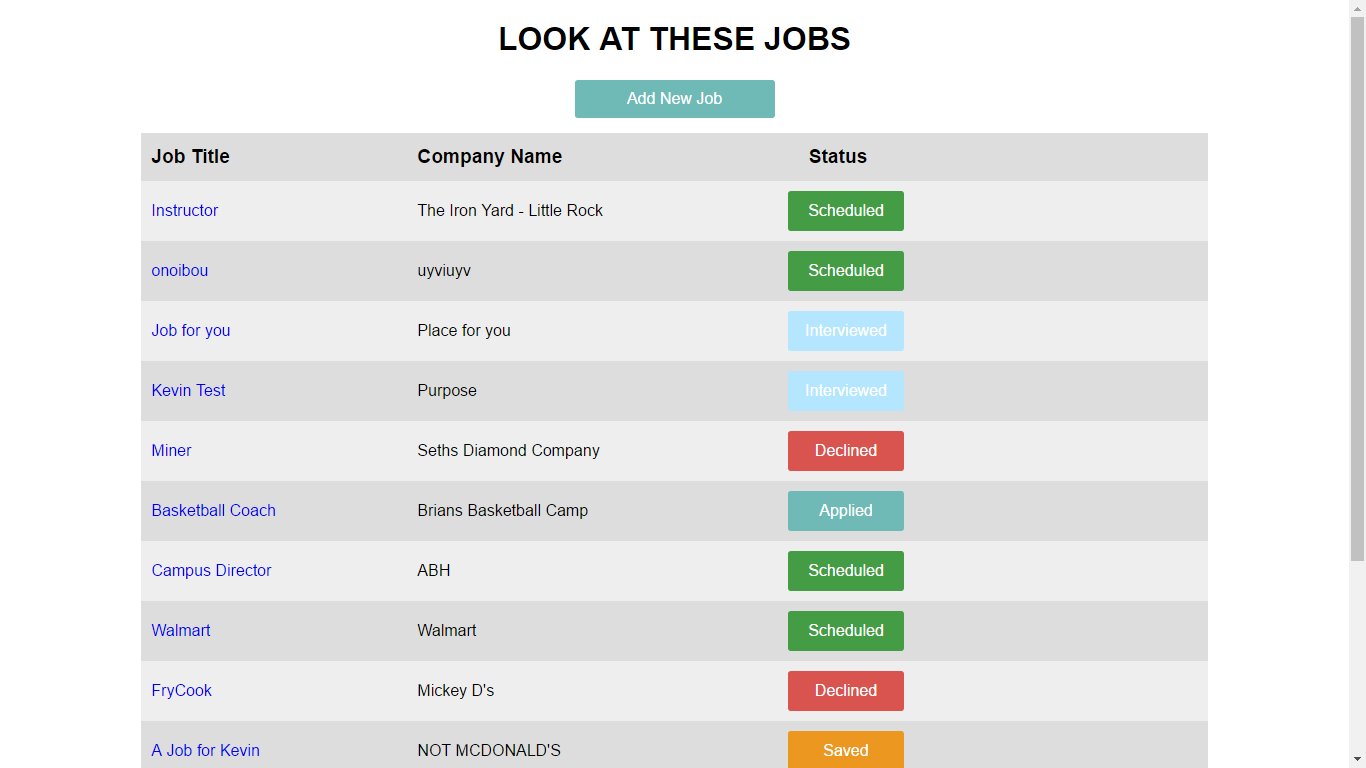 LOOK AT THESE JOBS
Add New Job
Job Title Company Name Status
Instructor The Iron Yard - Little Rock Scheduled
onoibou uyviuyv Scheduled
Job for you Place for you Interviewed
Kevin Test Purpose Interviewed
Miner Seths Diamond Company Declined
Basketball Coach Brians Basketball Camp Applied
Campus Director ABH Scheduled
Walmart Walmart Scheduled
FryCook Mickey D's Declined
A Job for Kevin NOT MCDONALD'S Saved